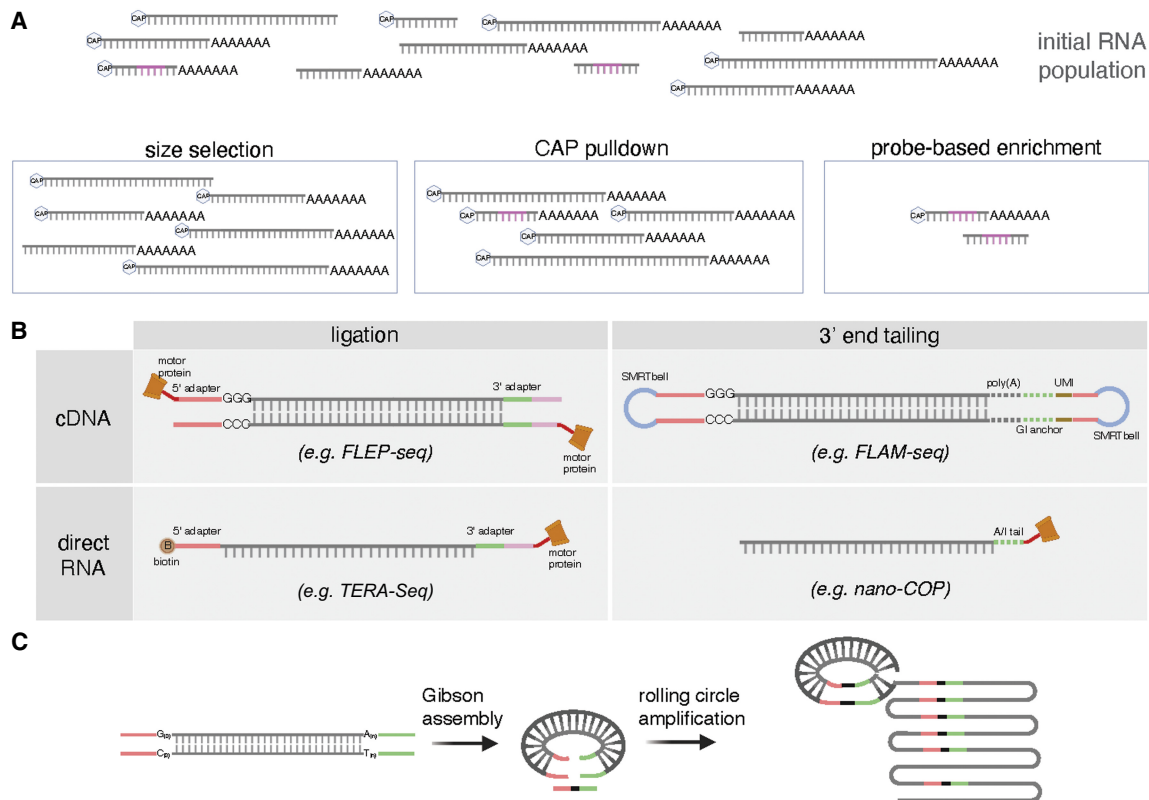 A
CAP
CAP
CAP
AAAAAAA
CAP
AAAAAAA
AAAAAAA
AAAAAAA
initial RNA
population
CAP
AAAAAAA
AAAAAAA
CAP
AAAAAAA
CAP
AAAAAAA
size selection
CAP pulldown
probe-based enrichment
CAP
CAP
AAAAAAA
CAP
AAAAAAA
CAP
AAAAAAA
AAAAAAA
CAP
AAAAAAA
CAP
AAAAAAA
CAP
AAAAAAA
CAP
AAAAAAA
CAP
AAAAAAA
CAP
AAAAAAA
CAP
AAAAAAA
B
ligation
3' end tailing
cDNA
motor
protein
5' adapter
GGG
3' adapter
CCC
motor
protein
(e.g. FLEP-seq)
SMRTbell
GGG
poly(A)
UMI
CCC
GI anchor
SMRTbell
(e.g. FLAM-seq)
direct
RNA
5' adapter
B
biotin
3' adapter
motor
protein
(e.g. TERA-Seq)
A/I tail
(e.g. nano-COP)
C
G(3)
A(n)
C(3)
T(n)
Gibson
assembly
rolling circle
amplification